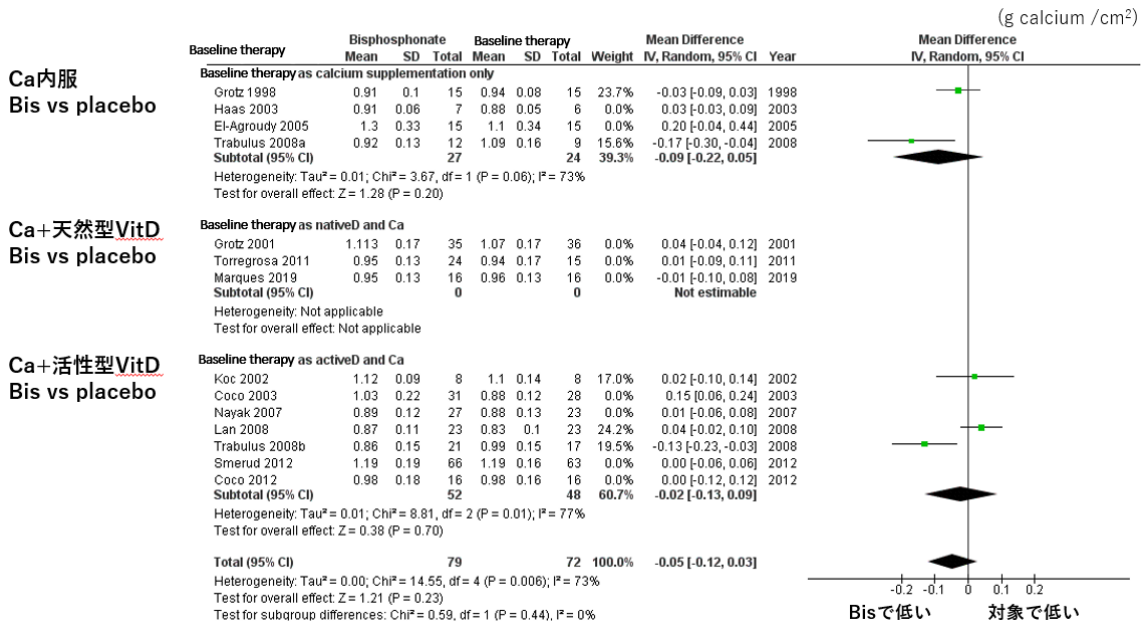 (g calcium /cm²)
Bisphosphonate Baseline therapy Mean Difference Mean Difference
Baseline therapy Mean SD Total Mean SD Total Weight IV, Random, 95% CI Year IV, Random, 95% CI
Ca内服
Bis vs placebo
Baseline therapy as calcium supplementation only
Grotz 1998 0.91 0.1 15 0.94 0.08 15 23.7% -0.03 [-0.09, 0.03] 1998
Haas 2003 0.91 0.06 7 0.88 0.05 6 0.0% 0.03 [-0.03, 0.09] 2003
El-Agroudy 2005 1.3 0.33 15 1.1 0.34 15 0.0% 0.20 [-0.04, 0.44] 2005
Trabulus 2008a 0.92 0.13 12 1.09 0.16 9 15.6% -0.17 [-0.30, -0.04] 2008
Subtotal (95% CI) 27 24 39.3% -0.09 [-0.22, 0.05]
Heterogeneity: Tau² = 0.01; Chi² = 3.67, df = 1 (P = 0.06); I² = 73%
Test for overall effect: Z = 1.28 (P = 0.20)
Ca+天然型VitD
Bis vs placebo
Baseline therapy as nativeD and Ca
Grotz 2001 1.113 0.17 35 1.07 0.17 36 0.0% 0.04 [-0.04, 0.12] 2001
Torregrosa 2011 0.95 0.13 24 0.94 0.17 15 0.0% 0.01 [-0.09, 0.11] 2011
Marques 2019 0.95 0.13 16 0.96 0.13 16 0.0% -0.01 [-0.10, 0.08] 2019
Subtotal (95% CI) 0 0 Not estimable
Heterogeneity: Not applicable
Test for overall effect: Not applicable
Ca+活性型VitD
Bis vs placebo
Baseline therapy as activeD and Ca
Koc 2002 1.12 0.09 8 1.1 0.14 8 17.0% 0.02 [-0.10, 0.14] 2002
Coco 2003 1.03 0.22 31 0.88 0.12 28 0.0% 0.15 [0.06, 0.24] 2003
Nayak 2007 0.89 0.12 27 0.88 0.13 23 0.0% 0.01 [-0.06, 0.08] 2007
Lan 2008 0.87 0.11 23 0.83 0.1 23 24.2% 0.04 [-0.02, 0.10] 2008
Trabulus 2008b 0.86 0.15 21 0.99 0.15 17 19.5% -0.13 [-0.23, -0.03] 2008
Smerud 2012 1.19 0.19 66 1.19 0.16 63 0.0% 0.00 [-0.06, 0.06] 2012
Coco 2012 0.98 0.18 16 0.98 0.16 16 0.0% 0.00 [-0.12, 0.12] 2012
Subtotal (95% CI) 52 48 60.7% -0.02 [-0.13, 0.09]
Heterogeneity: Tau² = 0.01; Chi² = 8.81, df = 2 (P = 0.01); I² = 77%
Test for overall effect: Z = 0.38 (P = 0.70)
Total (95% CI) 79 72 100.0% -0.05 [-0.12, 0.03]
Heterogeneity: Tau² = 0.00; Chi² = 14.55, df = 4 (P = 0.006); I² = 73%
Test for overall effect: Z = 1.21 (P = 0.23)
Test for subgroup differences: Chi² = 0.59, df = 1 (P = 0.44), I² = 0%
-0.2 -0.1 0 0.1 0.2
Bisで低い 対象で低い